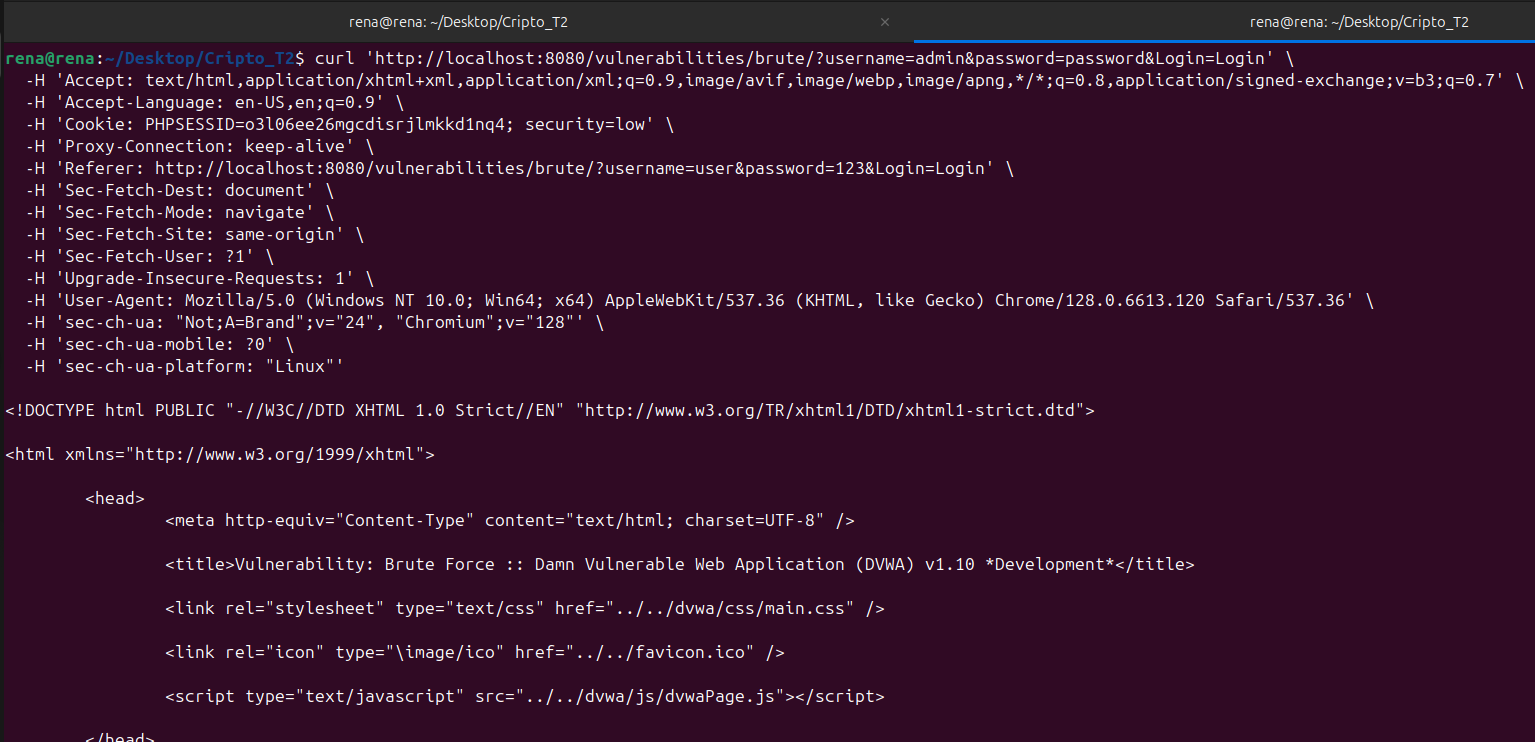 rena@rena: ~/Desktop/Cripto_T2 × rena@rena: ~/Desktop/Cripto_T2
rena@rena:~/Desktop/Cripto_T2$ curl 'http://localhost:8080/vulnerabilities/brute/?username=admin&password=password&Login=Login' \
-H 'Accept: text/html,application/xhtml+xml,application/xml;q=0.9,image/avif,image/webp,image/apng,*/*;q=0.8,application/signed-exchange;v=b3;q=0.7' \
-H 'Accept-Language: en-US,en;q=0.9' \
-H 'Cookie: PHPSESSID=o3l06ee26mgcdisrjlmkkd1nq4; security=low' \
-H 'Proxy-Connection: keep-alive' \
-H 'Referer: http://localhost:8080/vulnerabilities/brute/?username=user&password=123&Login=Login' \
-H 'Sec-Fetch-Dest: document' \
-H 'Sec-Fetch-Mode: navigate' \
-H 'Sec-Fetch-Site: same-origin' \
-H 'Sec-Fetch-User: ?1' \
-H 'Upgrade-Insecure-Requests: 1' \
-H 'User-Agent: Mozilla/5.0 (Windows NT 10.0; Win64; x64) AppleWebKit/537.36 (KHTML, like Gecko) Chrome/128.0.6613.120 Safari/537.36' \
-H 'sec-ch-ua: "Not;A=Brand";v="24", "Chromium";v="128"' \
-H 'sec-ch-ua-mobile: ?0' \
-H 'sec-ch-ua-platform: "Linux"'
<!DOCTYPE html PUBLIC "-//W3C//DTD XHTML 1.0 Strict//EN" "http://www.w3.org/TR/xhtml1/DTD/xhtml1-strict.dtd">
<html xmlns="http://www.w3.org/1999/xhtml">
<head>
<meta http-equiv="Content-Type" content="text/html; charset=UTF-8" />
<title>Vulnerability: Brute Force :: Damn Vulnerable Web Application (DVWA) v1.10 *Development*</title>
<link rel="stylesheet" type="text/css" href="../../dvwa/css/main.css" />
<link rel="icon" type="\image/ico" href="../../favicon.ico" />
<script type="text/javascript" src="../../dvwa/js/dvwaPage.js"></script>
</head>